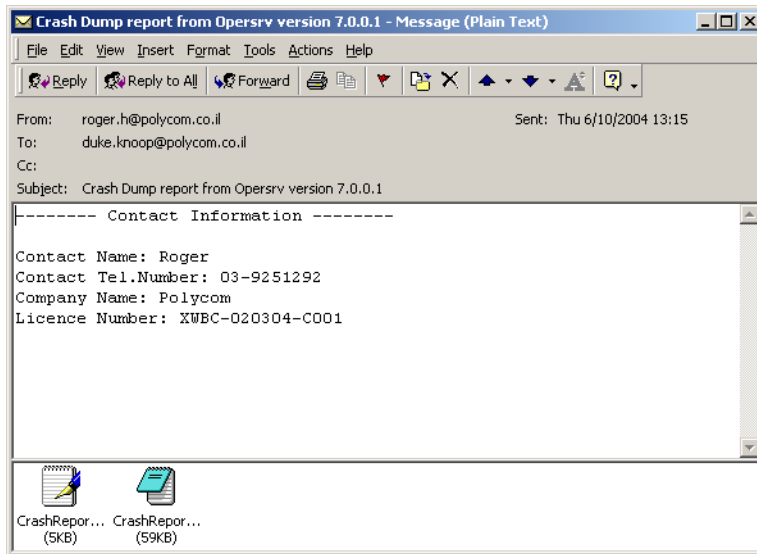 Crash Dump report from Opersrv version 7.0.0.1 - Message (Plain Text)
File Edit View Insert Format Tools Actions Help
Reply Reply to All Forward
From: roger.h@polycom.co.il Sent: Thu 6/10/2004 13:15
To: duke.knoop@polycom.co.il
Cc:
Subject: Crash Dump report from Opersrv version 7.0.0.1
-------- Contact Information --------
Contact Name: Roger
Contact Tel.Number: 03-9251292
Company Name: Polycom
Licence Number: XWBC-020304-C001
CrashRepor... CrashRepor...
(5KB) (59KB)